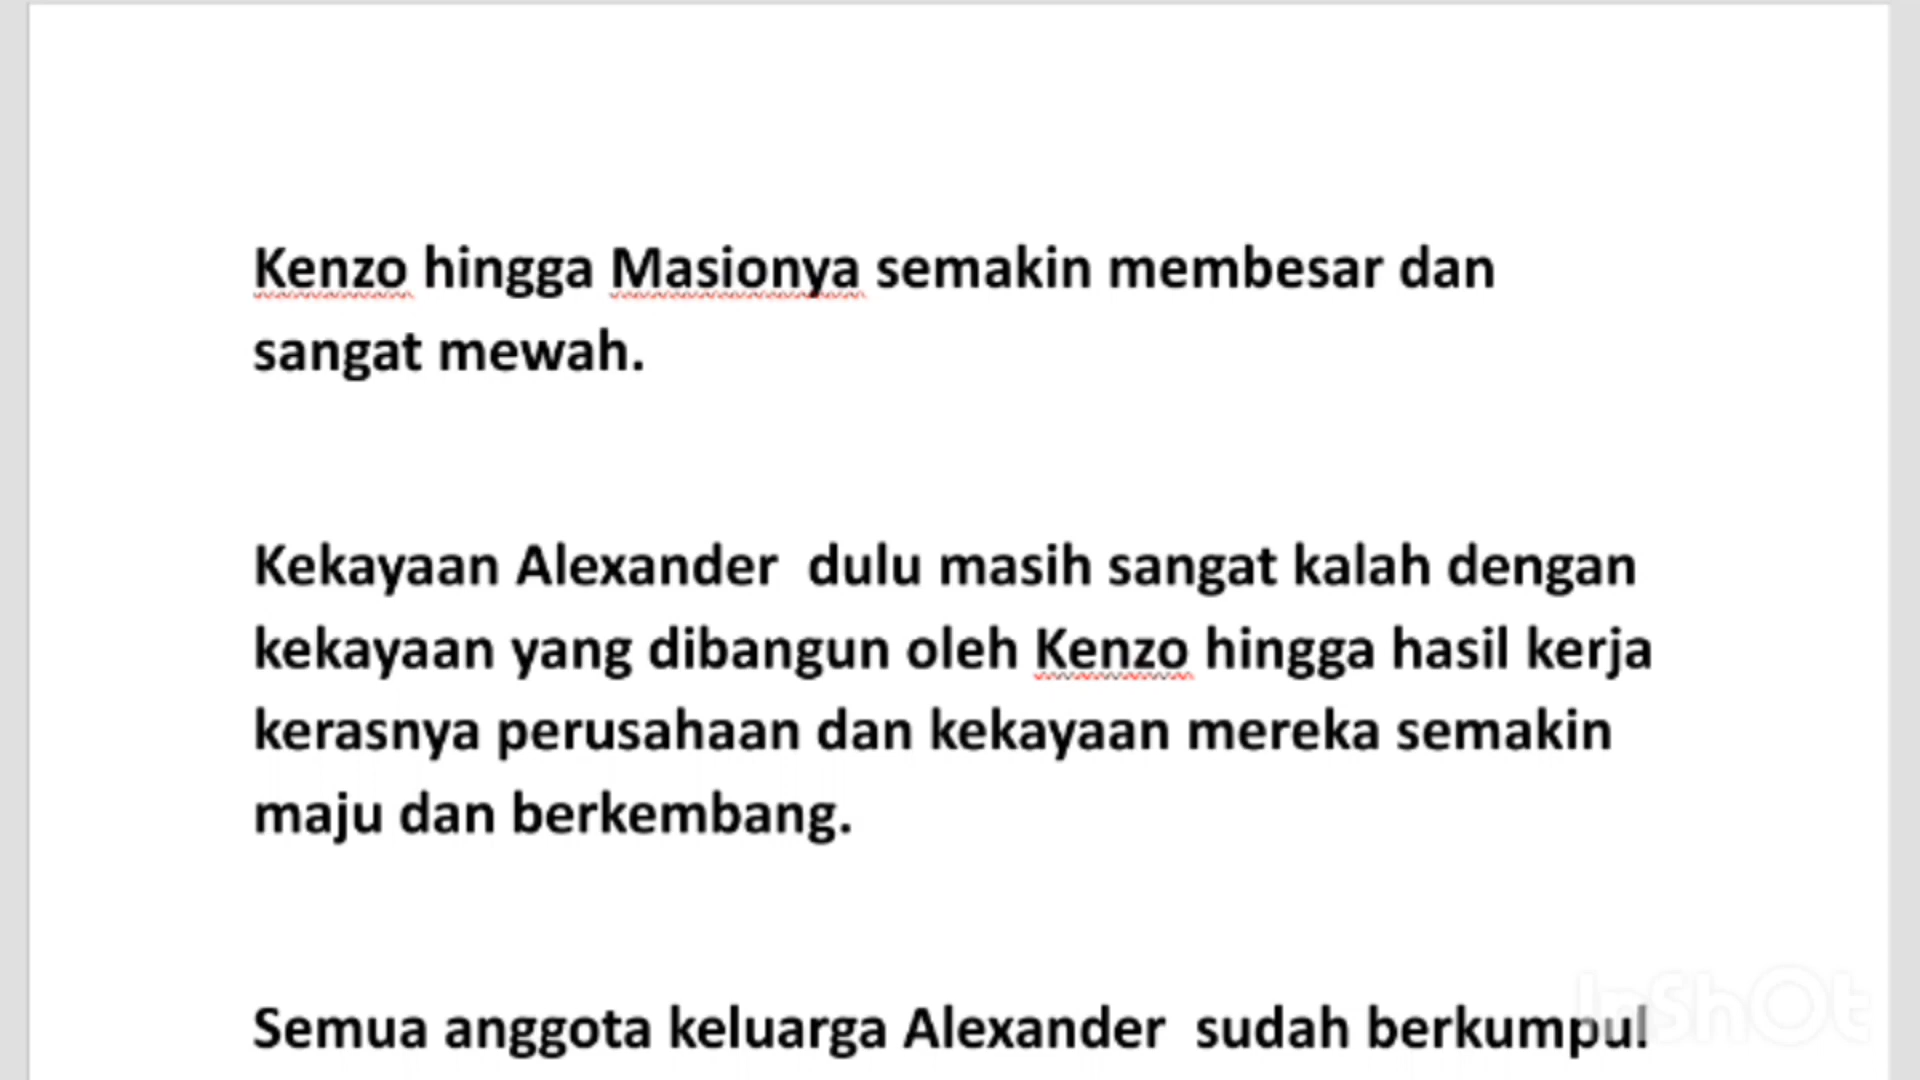 Kenzo hingga Masionya semakin membesar dan
sangat mewah.
Kekayaan Alexander dulu masih sangat kalah dengan
kekayaan yang dibangun oleh Kenzo hingga hasil kerja
kerasnya perusahaan dan kekayaan mereka semakin
maju dan berkembang.
Semua anggota keluarga Alexander sudah berkumpul
InShOt